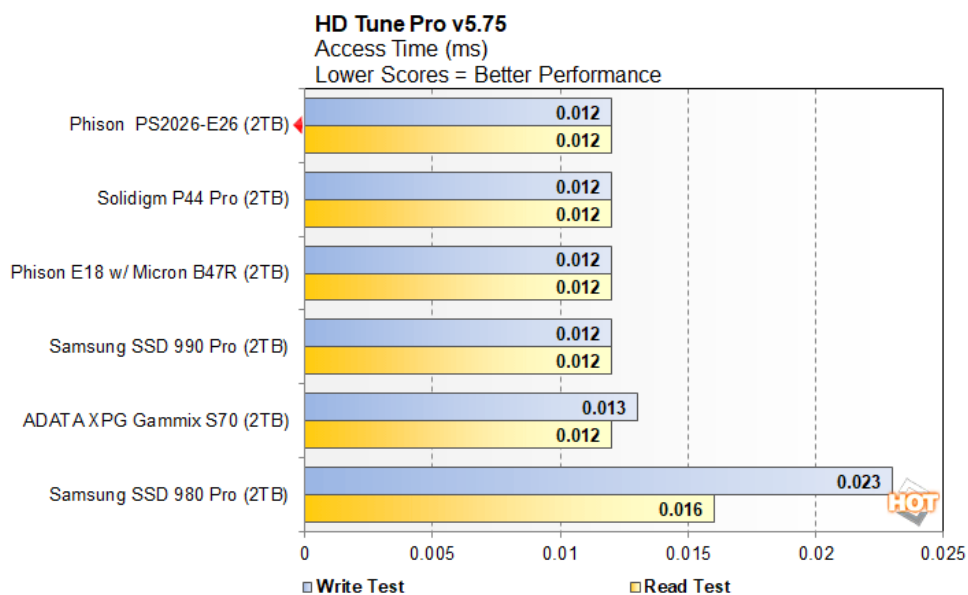 HD Tune Pro v5.75
Access Time (ms)
Lower Scores = Better Performance
Phison PS2026-E26 (2TB)
0.012
0.012
Solidigm P44 Pro (2TB)
0.012
0.012
Phison E18 w/ Micron B47R (2TB)
0.012
0.012
Samsung SSD 990 Pro (2TB)
0.012
0.012
ADATA XPG Gammix S70 (2TB)
0.013
0.012
Samsung SSD 980 Pro (2TB)
0.023
0.016
HOT
0 0.005 0.01 0.015 0.02 0.025
Write Test Read Test